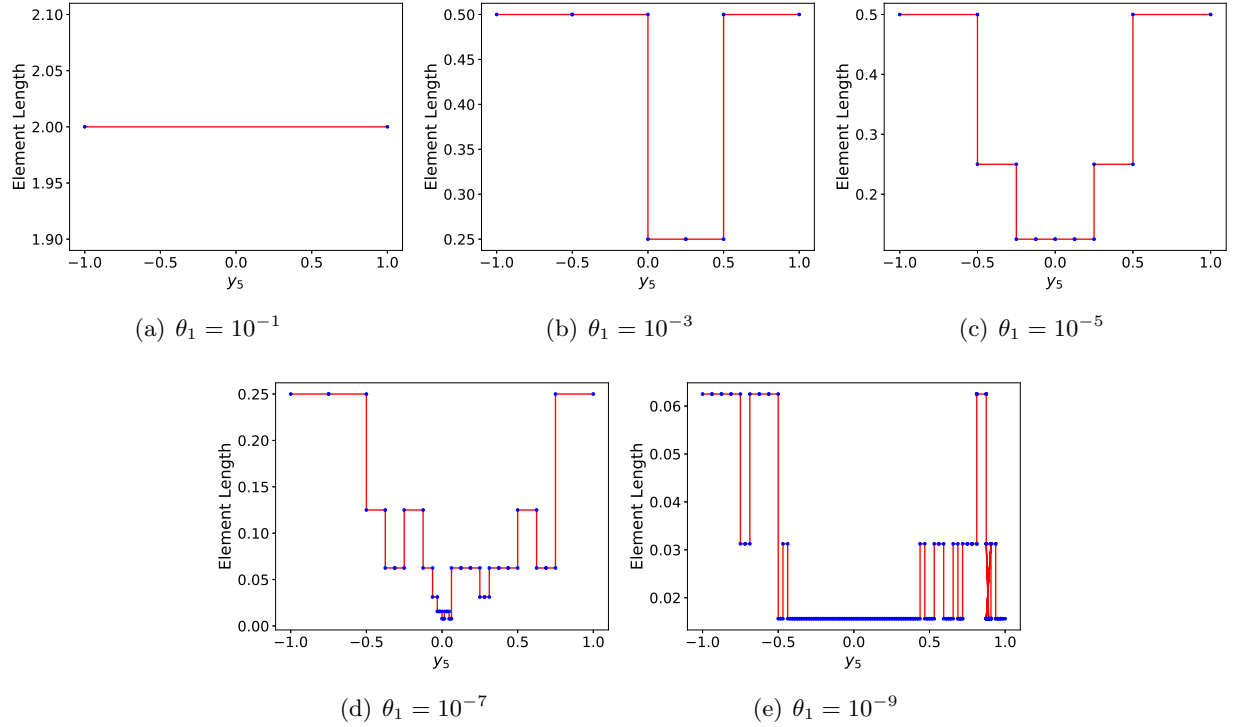 2.10
2.05
2.00
1.95
1.90
Element Length
−1.0 −0.5 0.0 0.5 1.0
y₅
(a) θ₁ = 10⁻¹
0.50
0.45
0.40
0.35
0.30
0.25
Element Length
−1.0 −0.5 0.0 0.5 1.0
y₅
(b) θ₁ = 10⁻³
0.5
0.4
0.3
0.2
Element Length
−1.0 −0.5 0.0 0.5 1.0
y₅
(c) θ₁ = 10⁻⁵
0.25
0.20
0.15
0.10
0.05
0.00
Element Length
−1.0 −0.5 0.0 0.5 1.0
y₅
(d) θ₁ = 10⁻⁷
0.06
0.05
0.04
0.03
0.02
Element Length
−1.0 −0.5 0.0 0.5 1.0
y₅
(e) θ₁ = 10⁻⁹